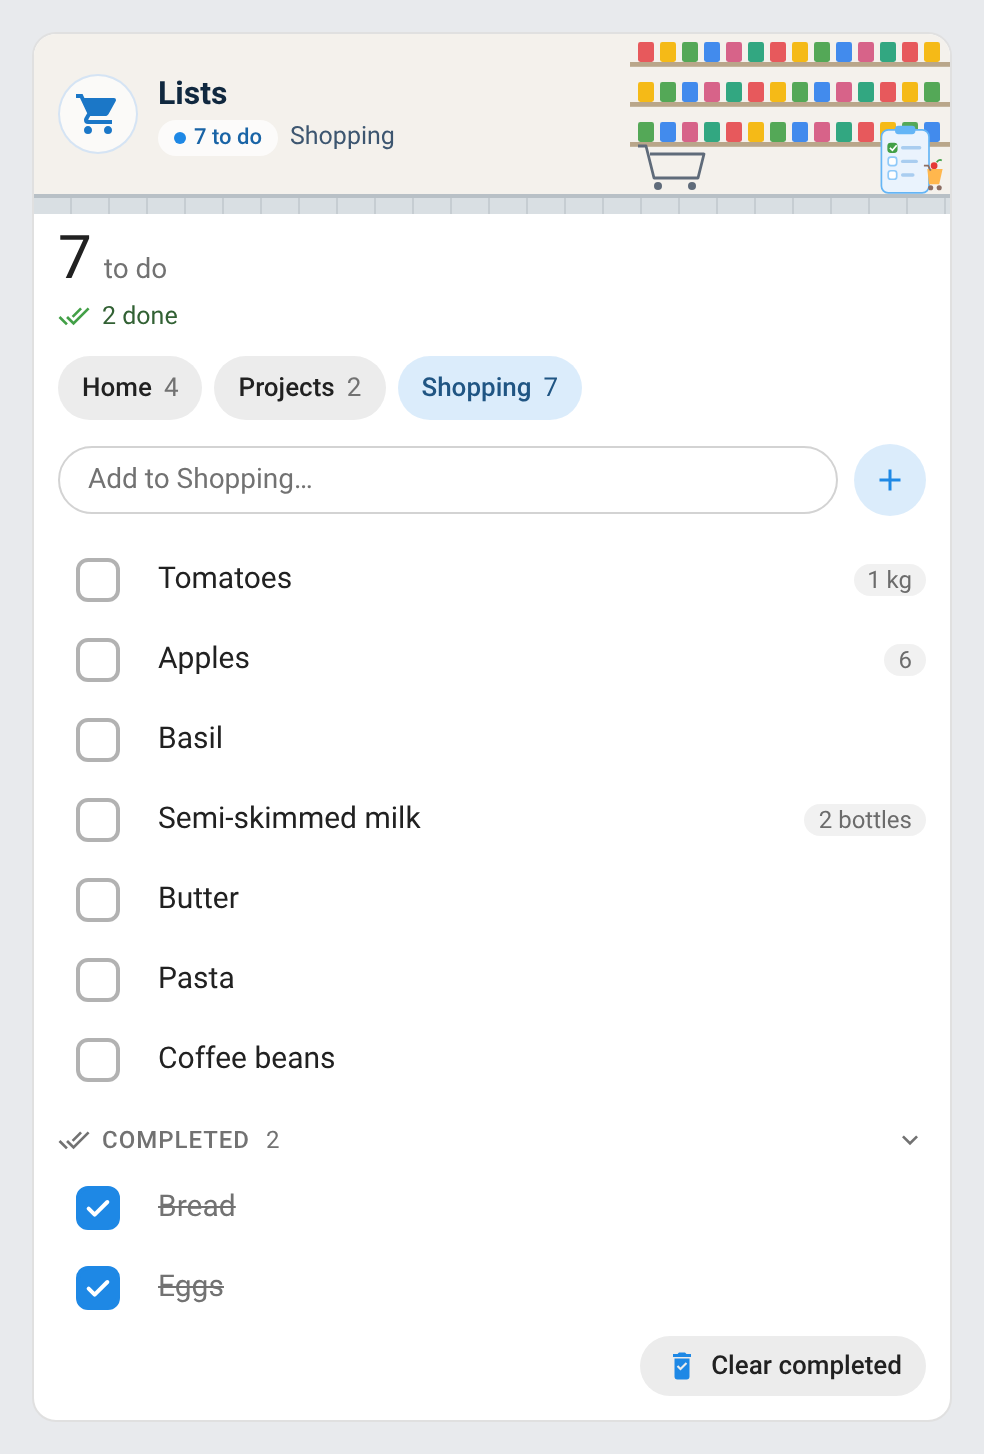 Lists
7 to do Shopping
7 to do
2 done
Home 4 Projects 2 Shopping 7
Add to Shopping...
Tomatoes 1 kg
Apples 6
Basil
Semi-skimmed milk 2 bottles
Butter
Pasta
Coffee beans
COMPLETED 2
Bread
Eggs
Clear completed